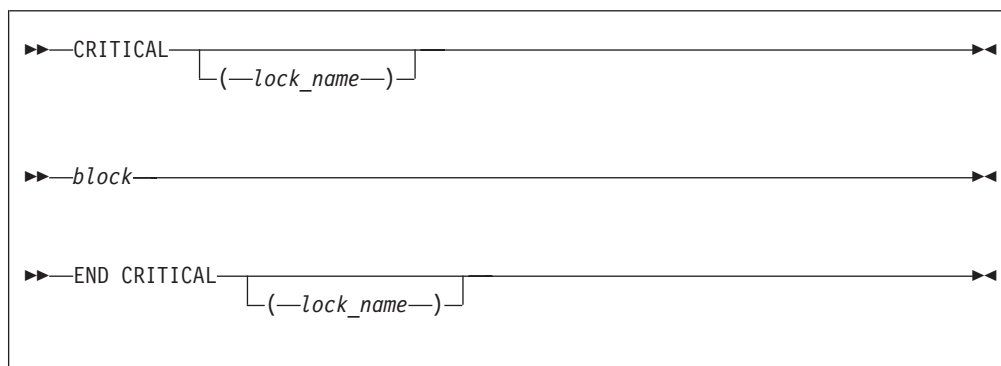 CRITICAL
(lock_name)
block
END CRITICAL
(lock_name)